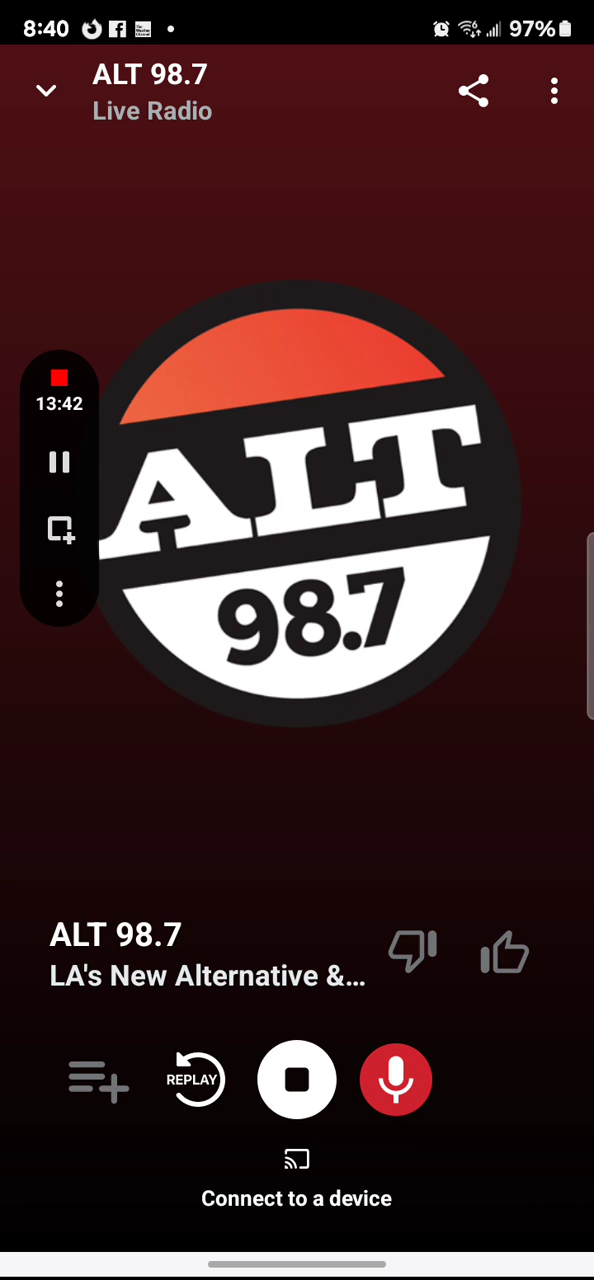 8:40
97%
ALT 98.7
Live Radio
13:42
ALT
98.7
ALT 98.7
LA's New Alternative &...
REPLAY
Connect to a device